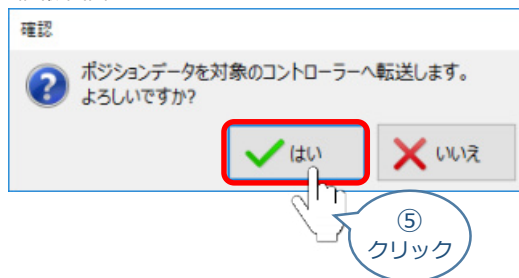 確認
ポジションデータを対象のコントローラーへ転送します。
よろしいですか?
はい
いいえ
⑤
クリック